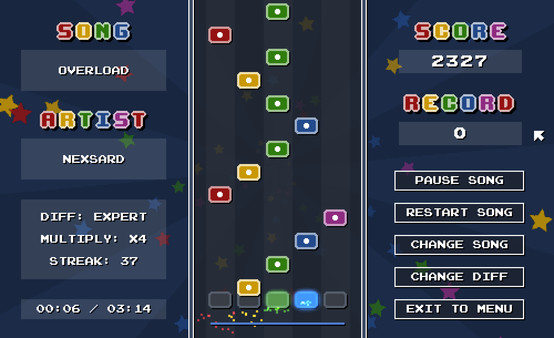 SONG
OVERLOAD
ARTIST
NEXSARD
DIFF: EXPERT
MULTIPLY: X4
STREAK: 37
00:06 / 03:14
SCORE
2327
RECORD
0
PAUSE SONG
RESTART SONG
CHANGE SONG
CHANGE DIFF
EXIT TO MENU